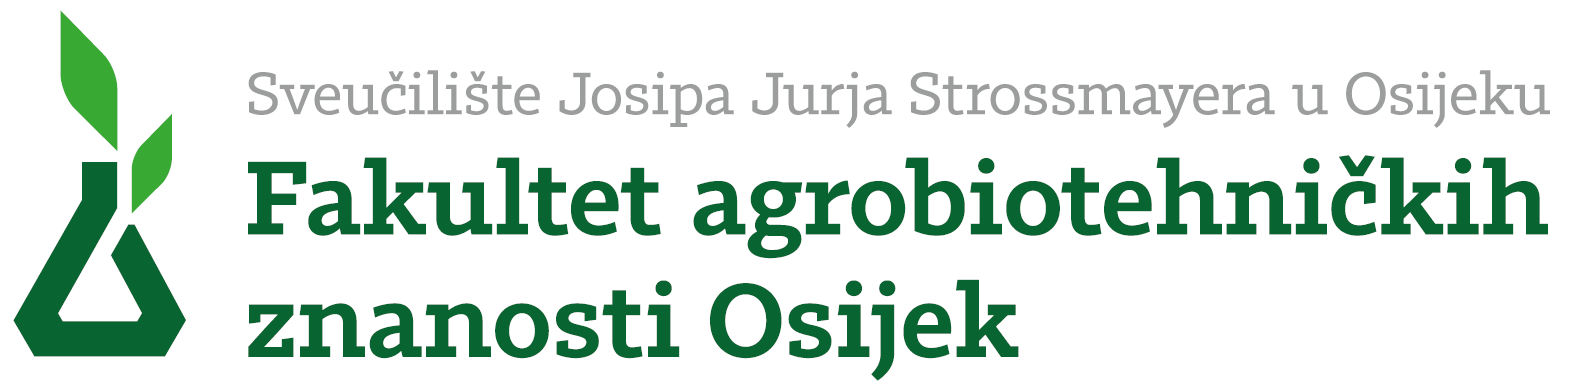 Sveučilište Josipa Jurja Strossmayera u Osijeku
Fakultet agrobiotehničkih
znanosti Osijek